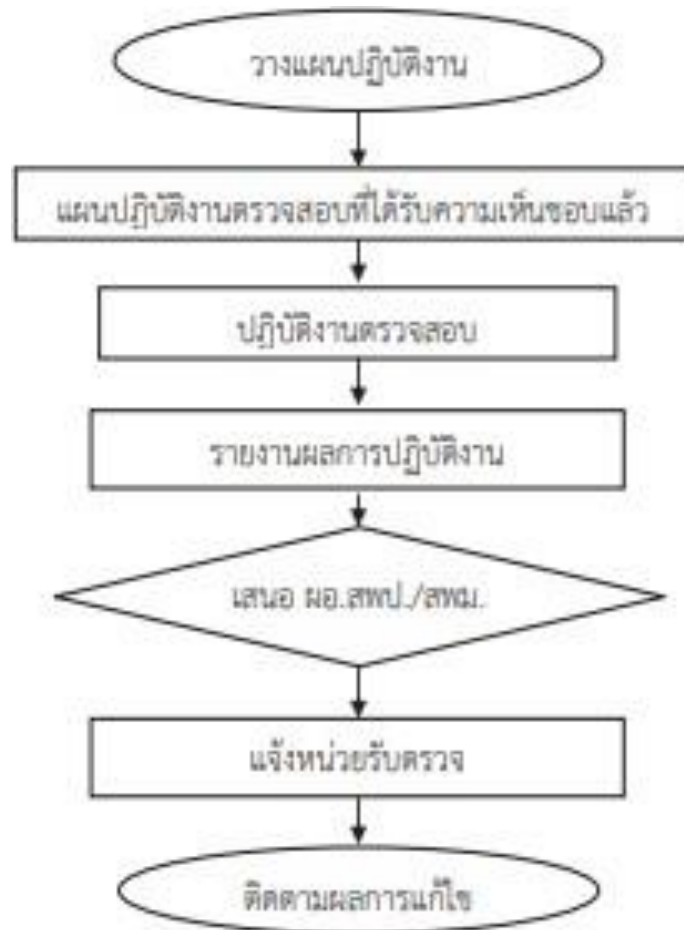 วางแผนปฏิบัติงาน
แผนปฏิบัติงานตรวจสอบที่ได้รับความเห็นชอบแล้ว
ปฏิบัติงานตรวจสอบ
รายงานผลการปฏิบัติงาน
เสนอ ผอ.สพป./สพม.
แจ้งหน่วยรับตรวจ
ติดตามผลการแก้ไข